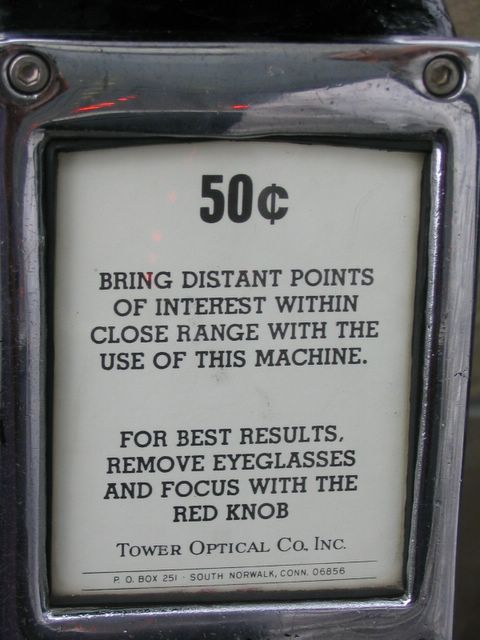 50¢
BRING DISTANT POINTS
OF INTEREST WITHIN
CLOSE RANGE WITH THE
USE OF THIS MACHINE.
FOR BEST RESULTS,
REMOVE EYEGLASSES
AND FOCUS WITH THE
RED KNOB
TOWER OPTICAL CO., INC.
P. O. BOX 251 · SOUTH NORWALK, CONN. 06856